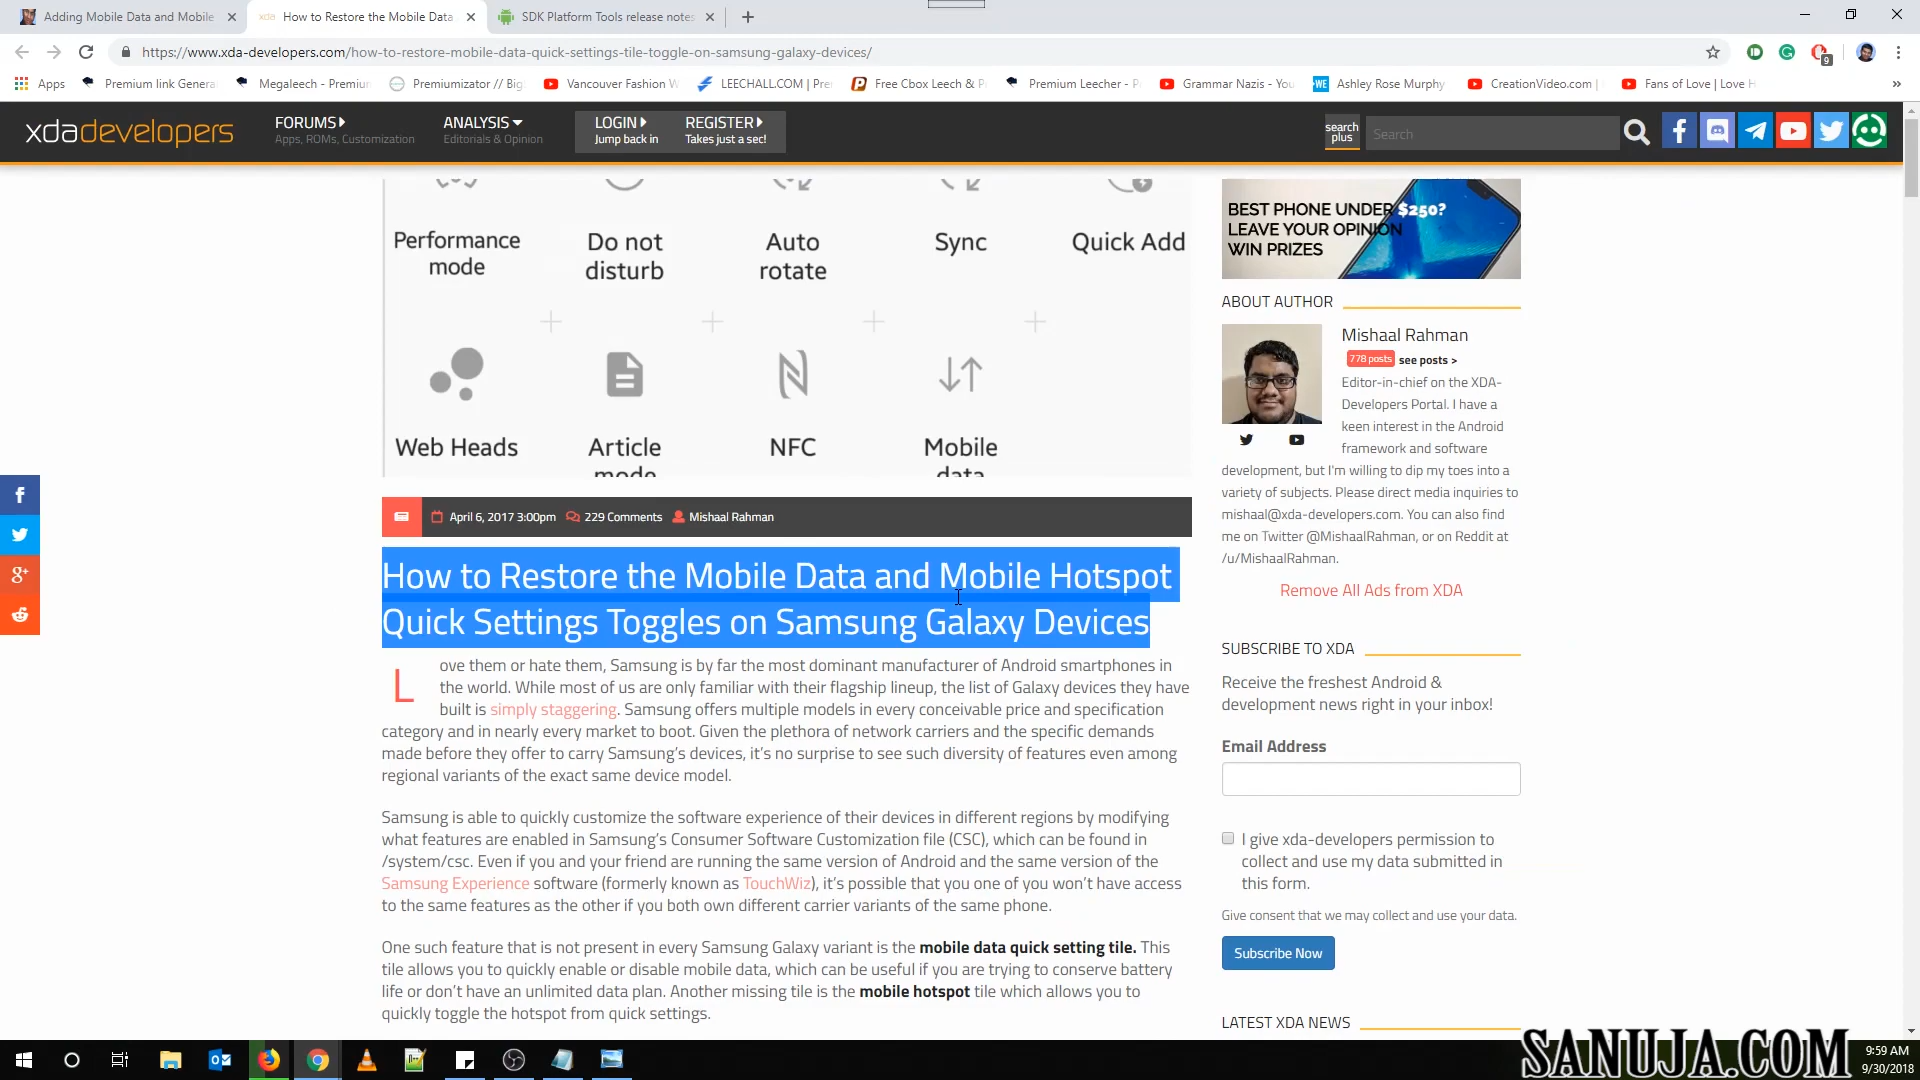 Adding Mobile Data and Mobile
xda How to Restore the Mobile Data
SDK Platform Tools release notes
https://www.xda-developers.com/how-to-restore-mobile-data-quick-settings-tile-toggle-on-samsung-galaxy-devices/
9
Apps Premium link Genera Megaleech - Premiun Premiumizator // Big Vancouver Fashion W LEECHALL.COM | Pre Free Cbox Leech & P Premium Leecher - P Grammar Nazis - You Ashley Rose Murphy CreationVideo.com | Fans of Love | Love H »
xdadevelopers
FORUMS
Apps, ROMs, Customization
ANALYSIS
Editorials & Opinion
LOGIN
Jump back in
REGISTER
Takes just a sec!
search
plus
Search
Performance
mode
Do not
disturb
Auto
rotate
Sync
Quick Add
Web Heads
Article
mode
NFC
Mobile
data
April 6, 2017 3:00pm 229 Comments Mishaal Rahman
How to Restore the Mobile Data and Mobile Hotspot
Quick Settings Toggles on Samsung Galaxy Devices
Love them or hate them, Samsung is by far the most dominant manufacturer of Android smartphones in
the world. While most of us are only familiar with their flagship lineup, the list of Galaxy devices they have
built is simply staggering. Samsung offers multiple models in every conceivable price and specification
category and in nearly every market to boot. Given the plethora of network carriers and the specific demands
made before they offer to carry Samsung's devices, it's no surprise to see such diversity of features even among
regional variants of the exact same device model.
Samsung is able to quickly customize the software experience of their devices in different regions by modifying
what features are enabled in Samsung's Consumer Software Customization file (CSC), which can be found in
/system/csc. Even if you and your friend are running the same version of Android and the same version of the
Samsung Experience software (formerly known as TouchWiz), it's possible that you one of you won't have access
to the same features as the other if you both own different carrier variants of the same phone.
One such feature that is not present in every Samsung Galaxy variant is the mobile data quick setting tile. This
tile allows you to quickly enable or disable mobile data, which can be useful if you are trying to conserve battery
life or don't have an unlimited data plan. Another missing tile is the mobile hotspot tile which allows you to
quickly toggle the hotspot from quick settings.
BEST PHONE UNDER $250?
LEAVE YOUR OPINION
WIN PRIZES
ABOUT AUTHOR
Mishaal Rahman
778 posts see posts >
Editor-in-chief on the XDA-
Developers Portal. I have a
keen interest in the Android
framework and software
development, but I'm willing to dip my toes into a
variety of subjects. Please direct media inquiries to
mishaal@xda-developers.com. You can also find
me on Twitter @MishaalRahman, or on Reddit at
/u/MishaalRahman.
Remove All Ads from XDA
SUBSCRIBE TO XDA
Receive the freshest Android &
development news right in your inbox!
Email Address
I give xda-developers permission to
collect and use my data submitted in
this form.
Give consent that we may collect and use your data.
Subscribe Now
LATEST XDA NEWS
SANUJA.COM
9:59 AM
9/30/2018